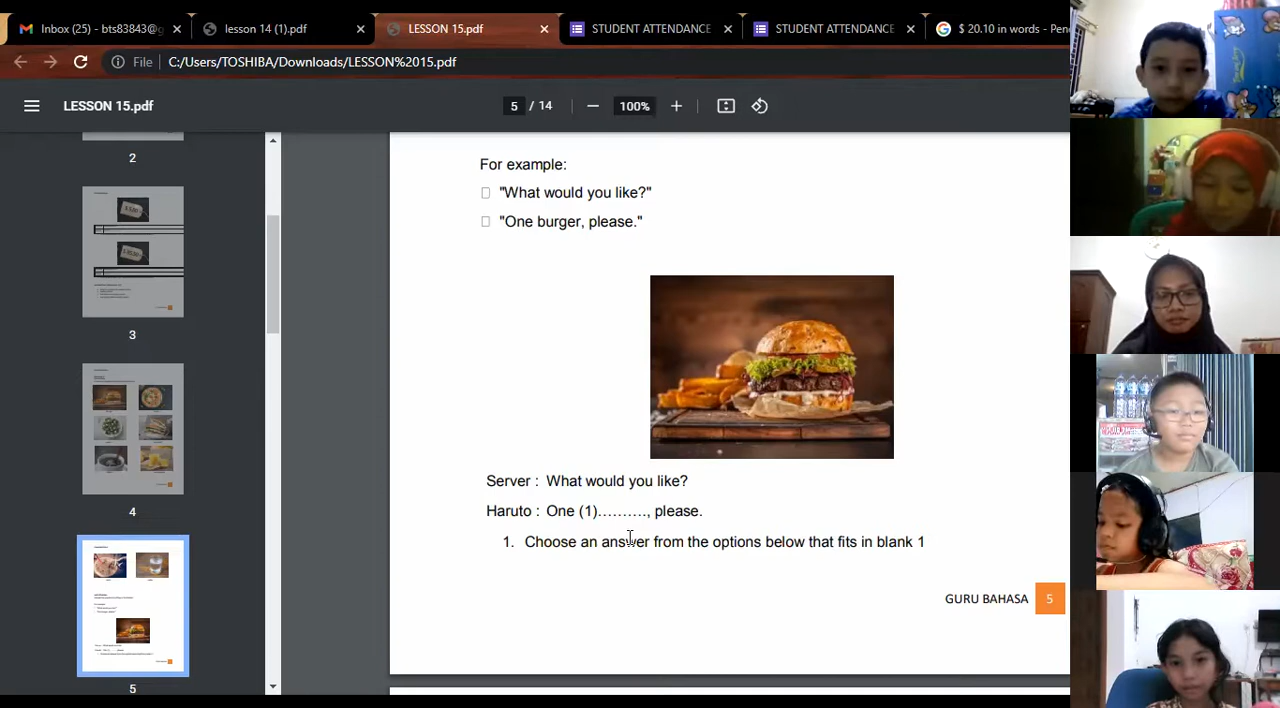 Inbox (25) - bts83843@g
lesson 14 (1).pdf
LESSON 15.pdf
STUDENT ATTENDANCE
STUDENT ATTENDANCE
$ 20.10 in words - Pen
File
C:/Users/TOSHIBA/Downloads/LESSON%2015.pdf
LESSON 15.pdf
5 / 14
100%
2
3
4
5
For example:
"What would you like?"
"One burger, please."
Server : What would you like?
Haruto : One (1)………., please.
1. Choose an answer from the options below that fits in blank 1
GURU BAHASA 5